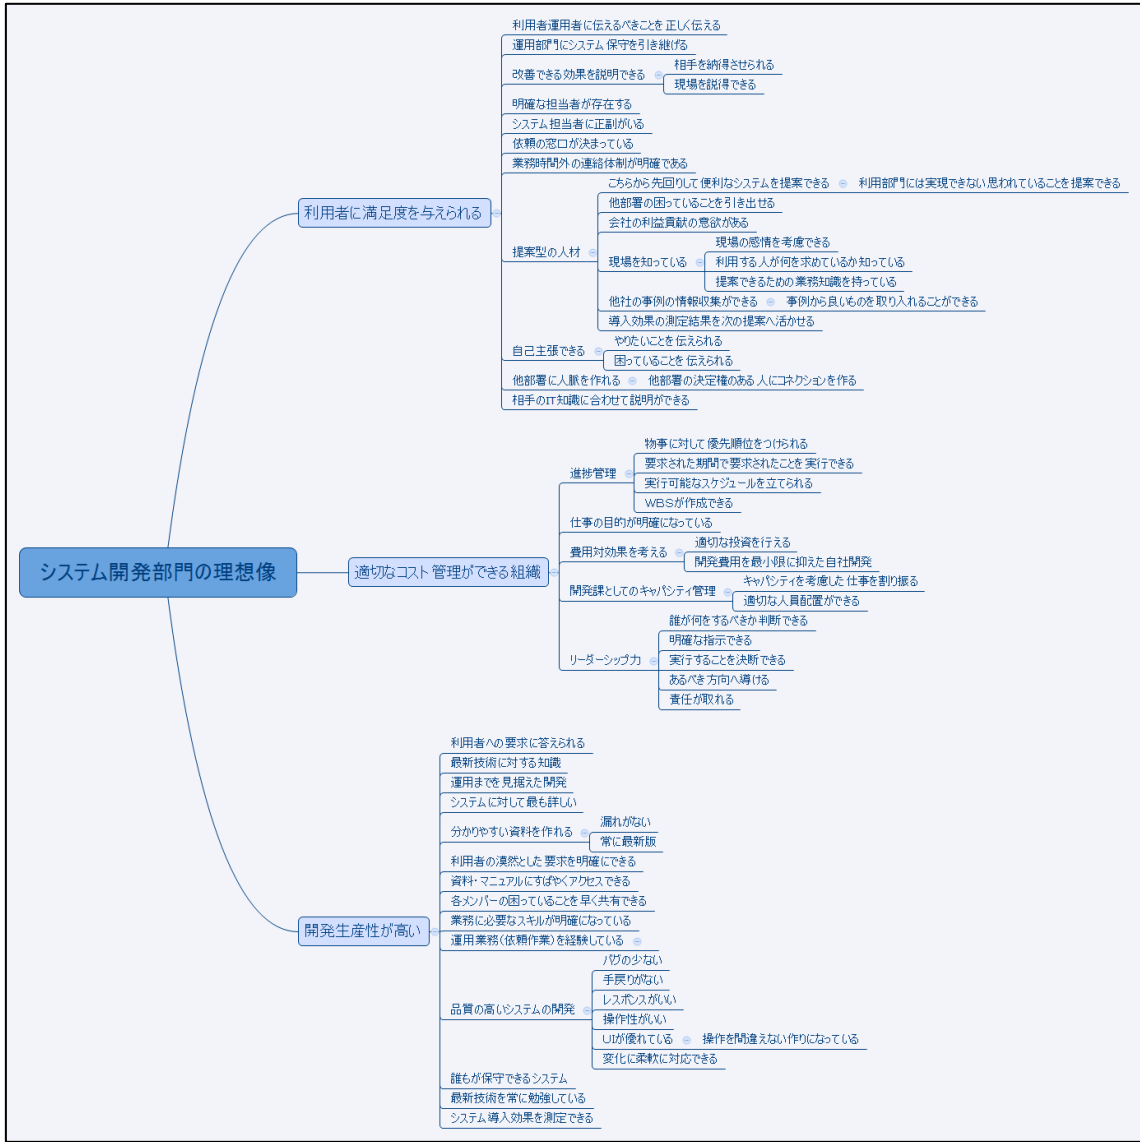 利用者運用者に伝えるべきことを正しく伝える
運用部門にシステム保守を引き継げる
改善できる効果を説明できる
相手を納得させられる
現場を説得できる
明確な担当者が存在する
システム担当者に正副がいる
依頼の窓口が決まっている
業務時間外の連絡体制が明確である
利用者に満足度を与えられる
提案型の人材
こちらから先回りして便利なシステムを提案できる
利用部門には実現できない思われていることを提案できる
他部署の困っていることを引き出せる
会社の利益貢献の意欲がある
現場を知っている
現場の感情を考慮できる
利用する人が何を求めているか知っている
提案できるための業務知識を持っている
他社の事例の情報収集ができる
事例から良いものを取り入れることができる
導入効果の測定結果を次の提案へ活かせる
自己主張できる
やりたいことを伝えられる
困っていることを伝えられる
他部署に人脈を作れる
他部署の決定権のある人にコネクションを作る
相手のIT知識に合わせて説明ができる
システム開発部門の理想像
適切なコスト管理ができる組織
進捗管理
物事に対して優先順位をつけられる
要求された期間で要求されたことを実行できる
実行可能なスケジュールを立てられる
WBSが作成できる
仕事の目的が明確になっている
費用対効果を考える
適切な投資を行える
開発費用を最小限に抑えた自社開発
開発課としてのキャパシティ管理
キャパシティを考慮した仕事を割り振る
適切な人員配置ができる
リーダーシップ力
誰が何をするべきか判断できる
明確な指示できる
実行することを決断できる
あるべき方向へ導ける
責任が取れる
開発生産性が高い
利用者への要求に答えられる
最新技術に対する知識
運用までを見据えた開発
システムに対して最も詳しい
分かりやすい資料を作れる
漏れがない
常に最新版
利用者の漠然とした要求を明確にできる
資料・マニュアルにすばやくアクセスできる
各メンバーの困っていることを早く共有できる
業務に必要なスキルが明確になっている
運用業務(依頼作業)を経験している
品質の高いシステムの開発
バグの少ない
手戻りがない
レスポンスがいい
操作性がいい
UIが優れている
操作を間違えない作りになっている
変化に柔軟に対応できる
誰もが保守できるシステム
最新技術を常に勉強している
システム導入効果を測定できる